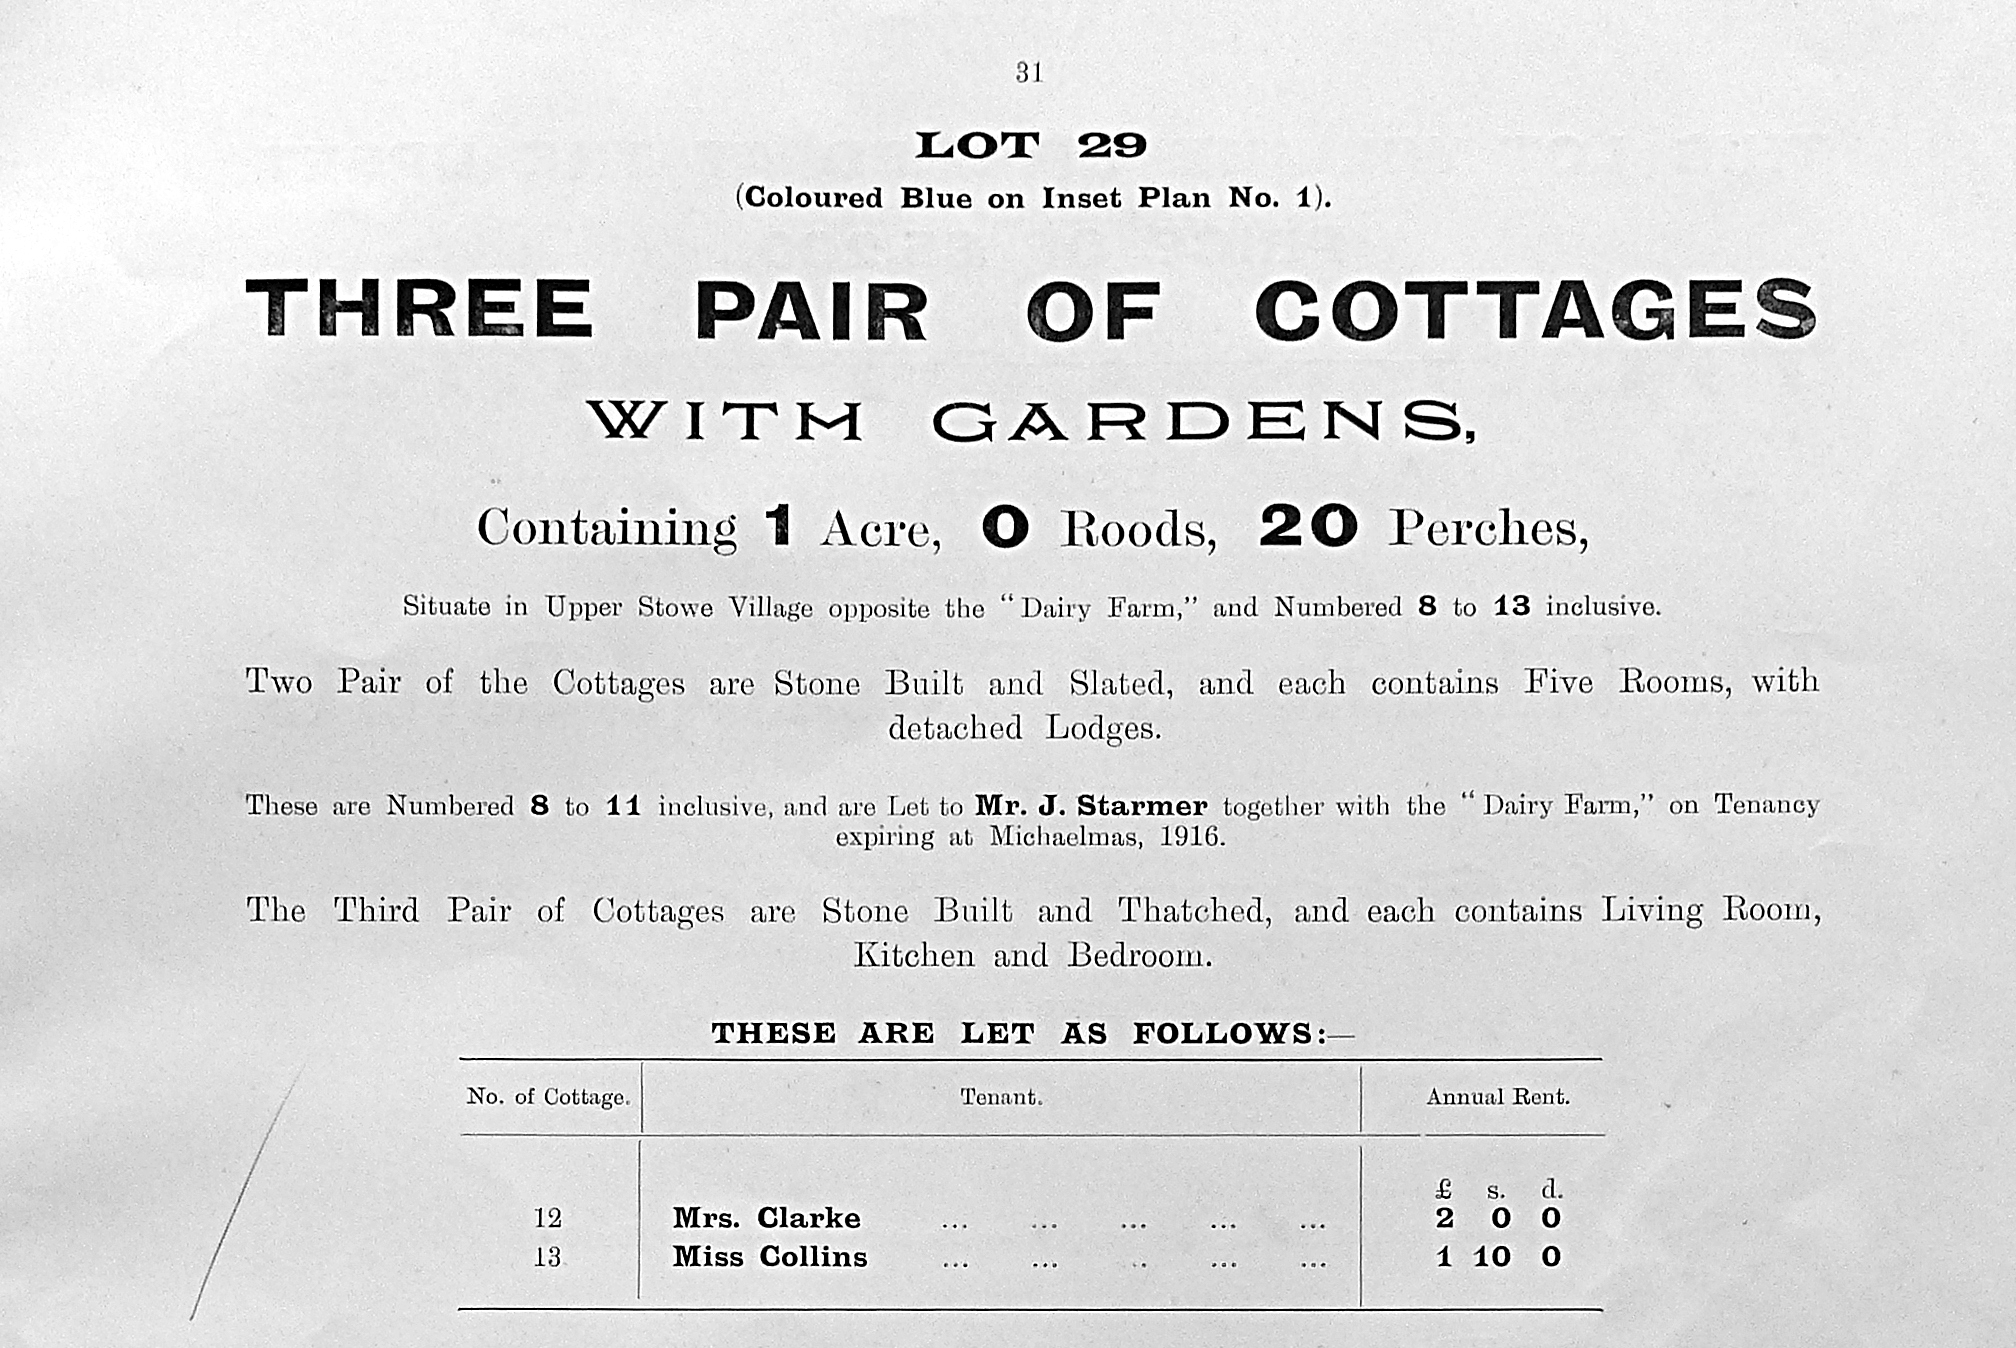 31
LOT 29
(Coloured Blue on Inset Plan No. 1).
THREE PAIR OF COTTAGES
WITH GARDENS,
Containing 1 Acre, 0 Roods, 20 Perches,
Situate in Upper Stowe Village opposite the "Dairy Farm," and Numbered 8 to 13 inclusive.
Two Pair of the Cottages are Stone Built and Slated, and each contains Five Rooms, with
detached Lodges.
These are Numbered 8 to 11 inclusive, and are Let to Mr. J. Starmer together with the "Dairy Farm," on Tenancy
expiring at Michaelmas, 1916.
The Third Pair of Cottages are Stone Built and Thatched, and each contains Living Room,
Kitchen and Bedroom.
THESE ARE LET AS FOLLOWS:—
No. of Cottage. Tenant. Annual Rent.
£ s. d.
12 Mrs. Clarke ... ... ... ... ... 2 0 0
13 Miss Collins ... ... .. ... ... 1 10 0